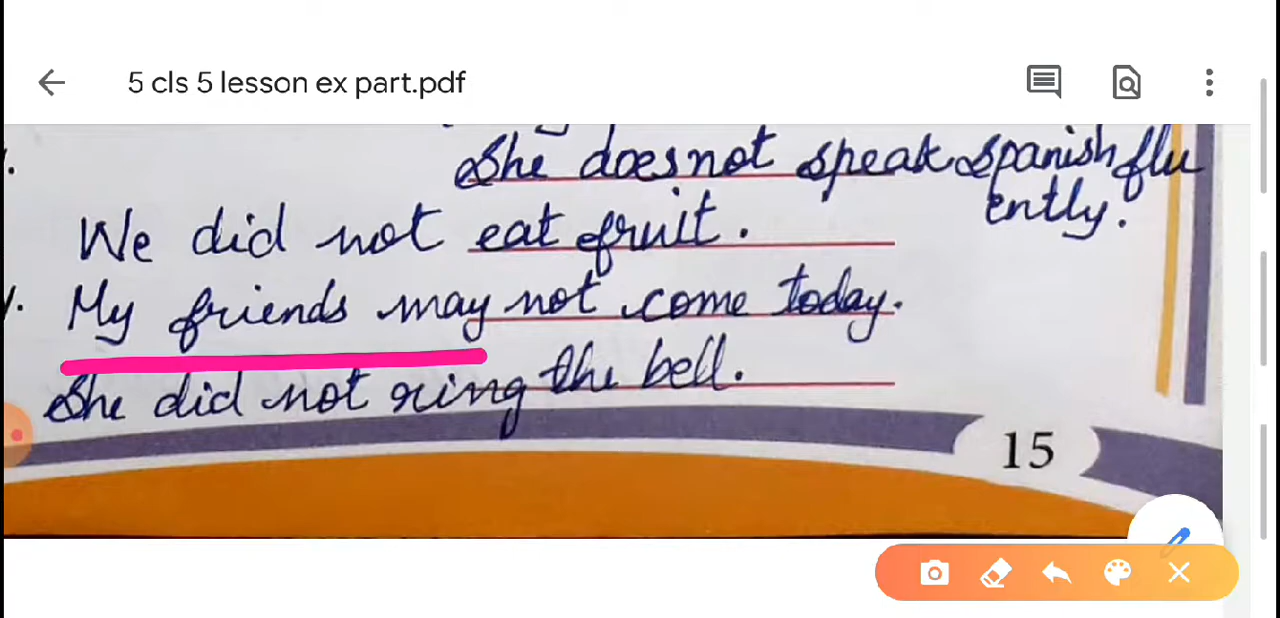 5 cls 5 lesson ex part.pdf
She does not speak Spanish flu
ently.
We did not eat fruit.
My friends may not come today.
She did not ring the bell.
15